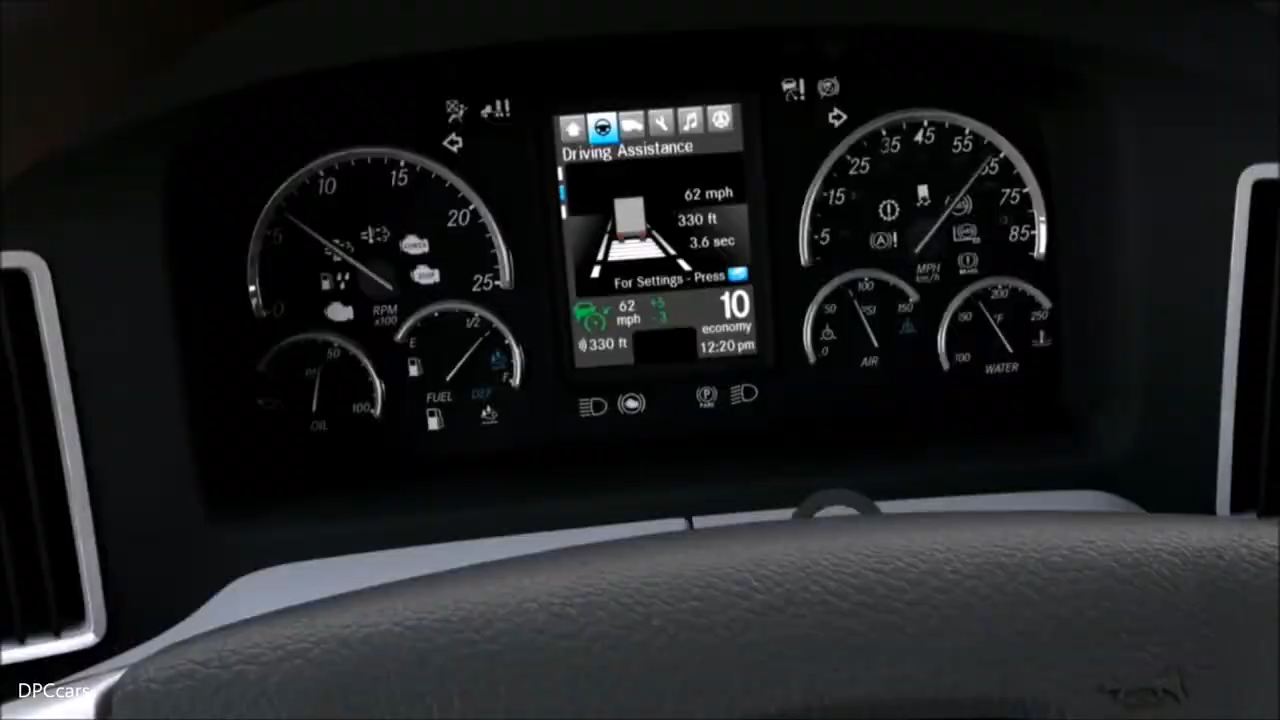 10
15
20
25
5
0
RPM
x100
CHECK
STOP
50
100
OIL
E
1/2
F
FUEL
DEF
Driving Assistance
62 mph
330 ft
3.6 sec
For Settings - Press
62
mph
+5
-3
10
economy
330 ft
12:20 pm
P
PARK
5
15
25
35
45
55
65
75
85
MPH
km/h
0
50
100
150
PSI
AIR
100
150
200
250
°F
WATER
DPCcars